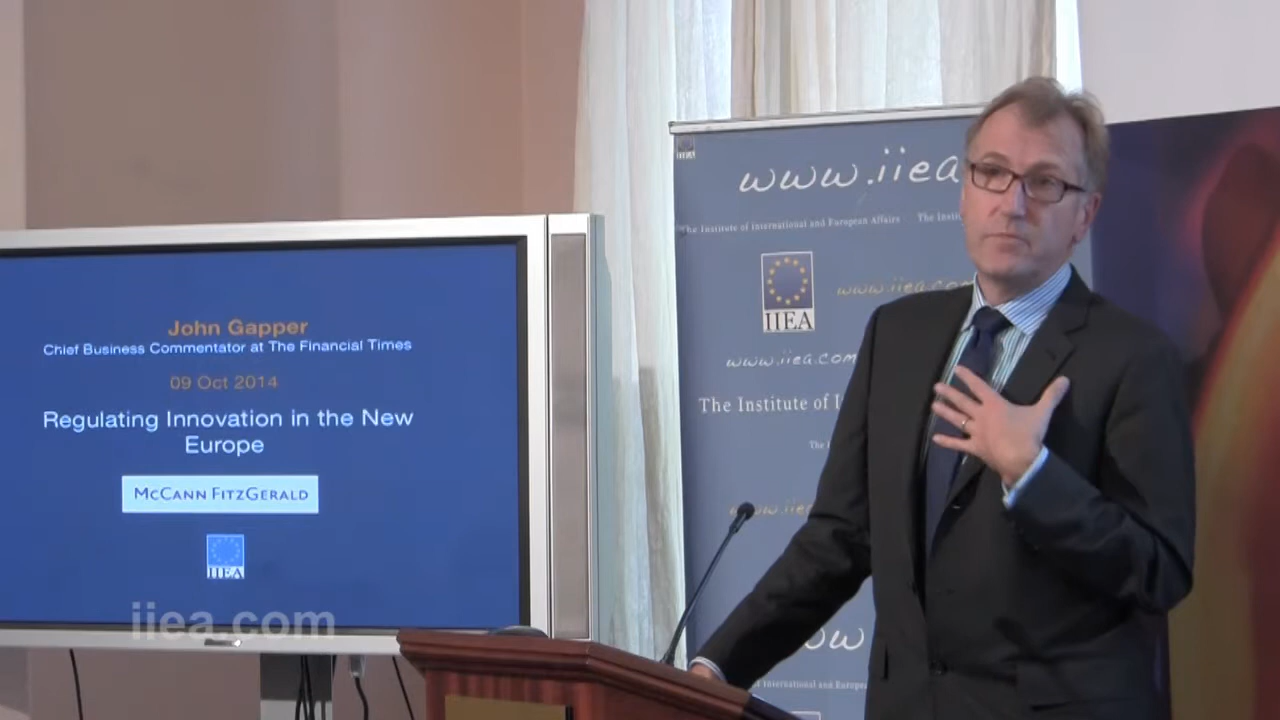 John Gapper
Chief Business Commentator at The Financial Times
09 Oct 2014
Regulating Innovation in the New
Europe
McCann FitzGerald
IIEA
iiea.com
IIEA
www.iiea
The Institute of International and European Affairs The
IIEA
www.iiea.com
www.iiea.com
The Institute of